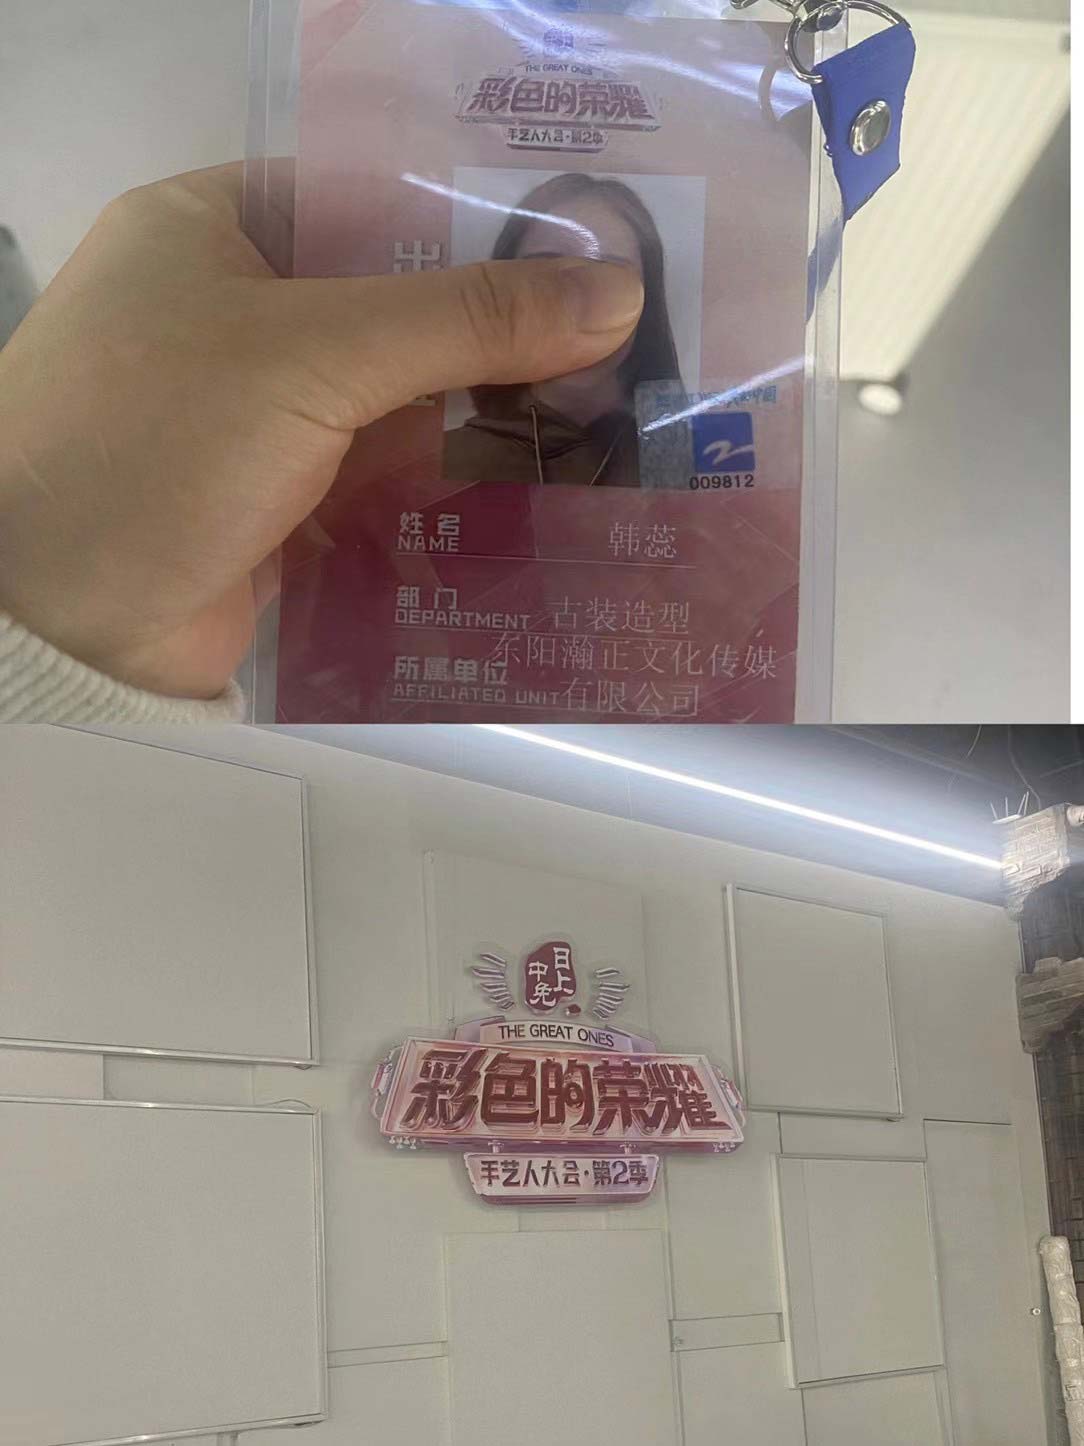 THE GREAT ONES
彩色的荣耀
手艺人大会·第2季
出
009812
姓名
NAME
韩蕊
部门
DEPARTMENT
古装造型
所属单位
AFFILIATED UNIT
东阳瀚正文化传媒
有限公司
日上
中免
THE GREAT ONES
彩色的荣耀
手艺人大会·第2季